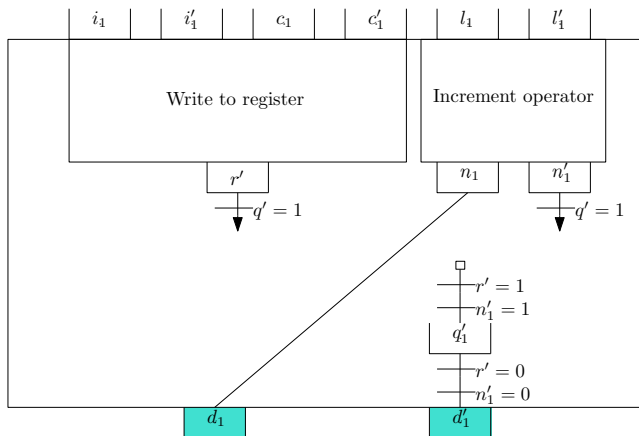 i₁ i′₁ c₁ c′₁ l₁ l′₁
Write to register
Increment operator
r′ n₁ n′₁
q′ = 1 q′ = 1
r′ = 1
n′₁ = 1
q′₁
r′ = 0
n′₁ = 0
d₁ d′₁